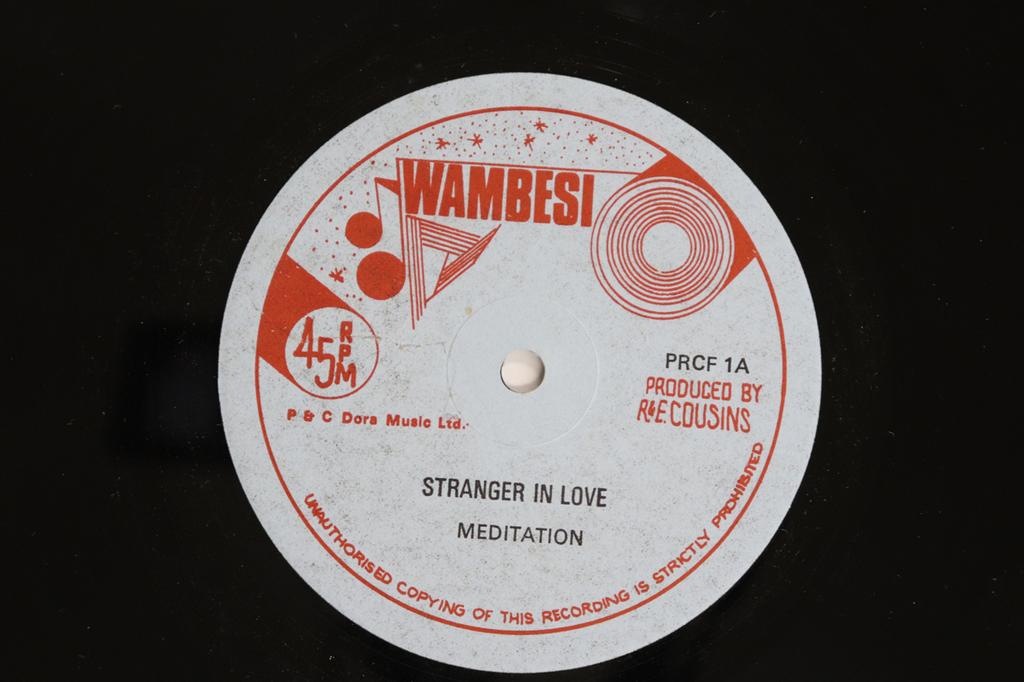 WAMBESI
45 RPM
PRCF 1A
PRODUCED BY
R&E.COUSINS
P & C Dora Music Ltd.
STRANGER IN LOVE
MEDITATION
UNAUTHORISED COPYING OF THIS RECORDING IS STRICTLY PROHIBITED